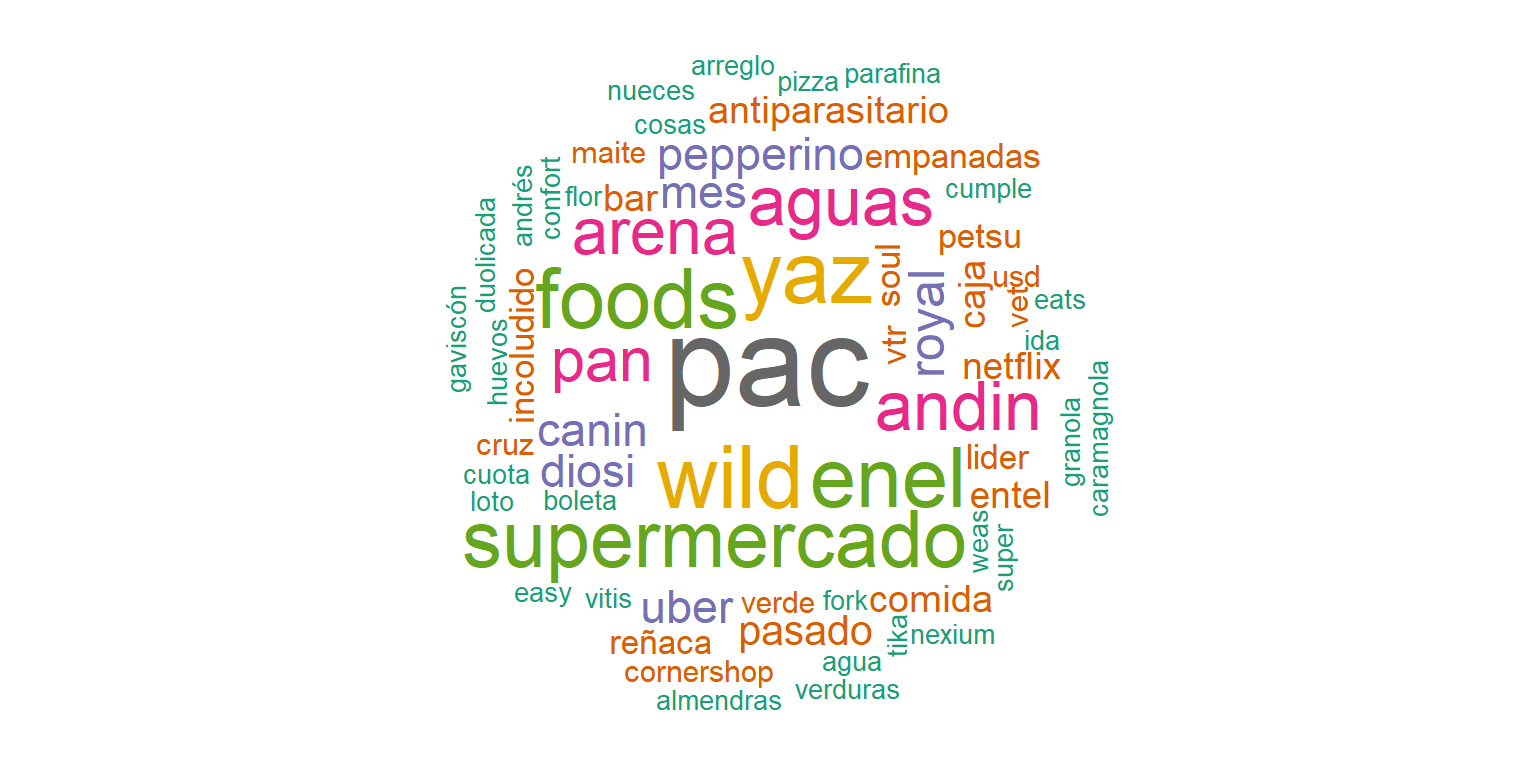 arreglo
pizza
parafina
nueces
antiparasitario
cosas
maite
pepperino
empanadas
andrés
confort
flor
bar
mes
aguas
cumple
duolicada
arena
petsu
gaviscón
huevos
incoludido
foods
yaz
soul
royal
caja
usd
vet
eats
pan
pac
vtr
netflix
ida
canin
andin
granola
caramagnola
cruz
diosi
wild
enel
lider
cuota
entel
loto
boleta
supermercado
weas
super
easy
vitis
uber
verde
fork
comida
reñaca
pasado
tika
nexium
cornershop
agua
almendras
verduras